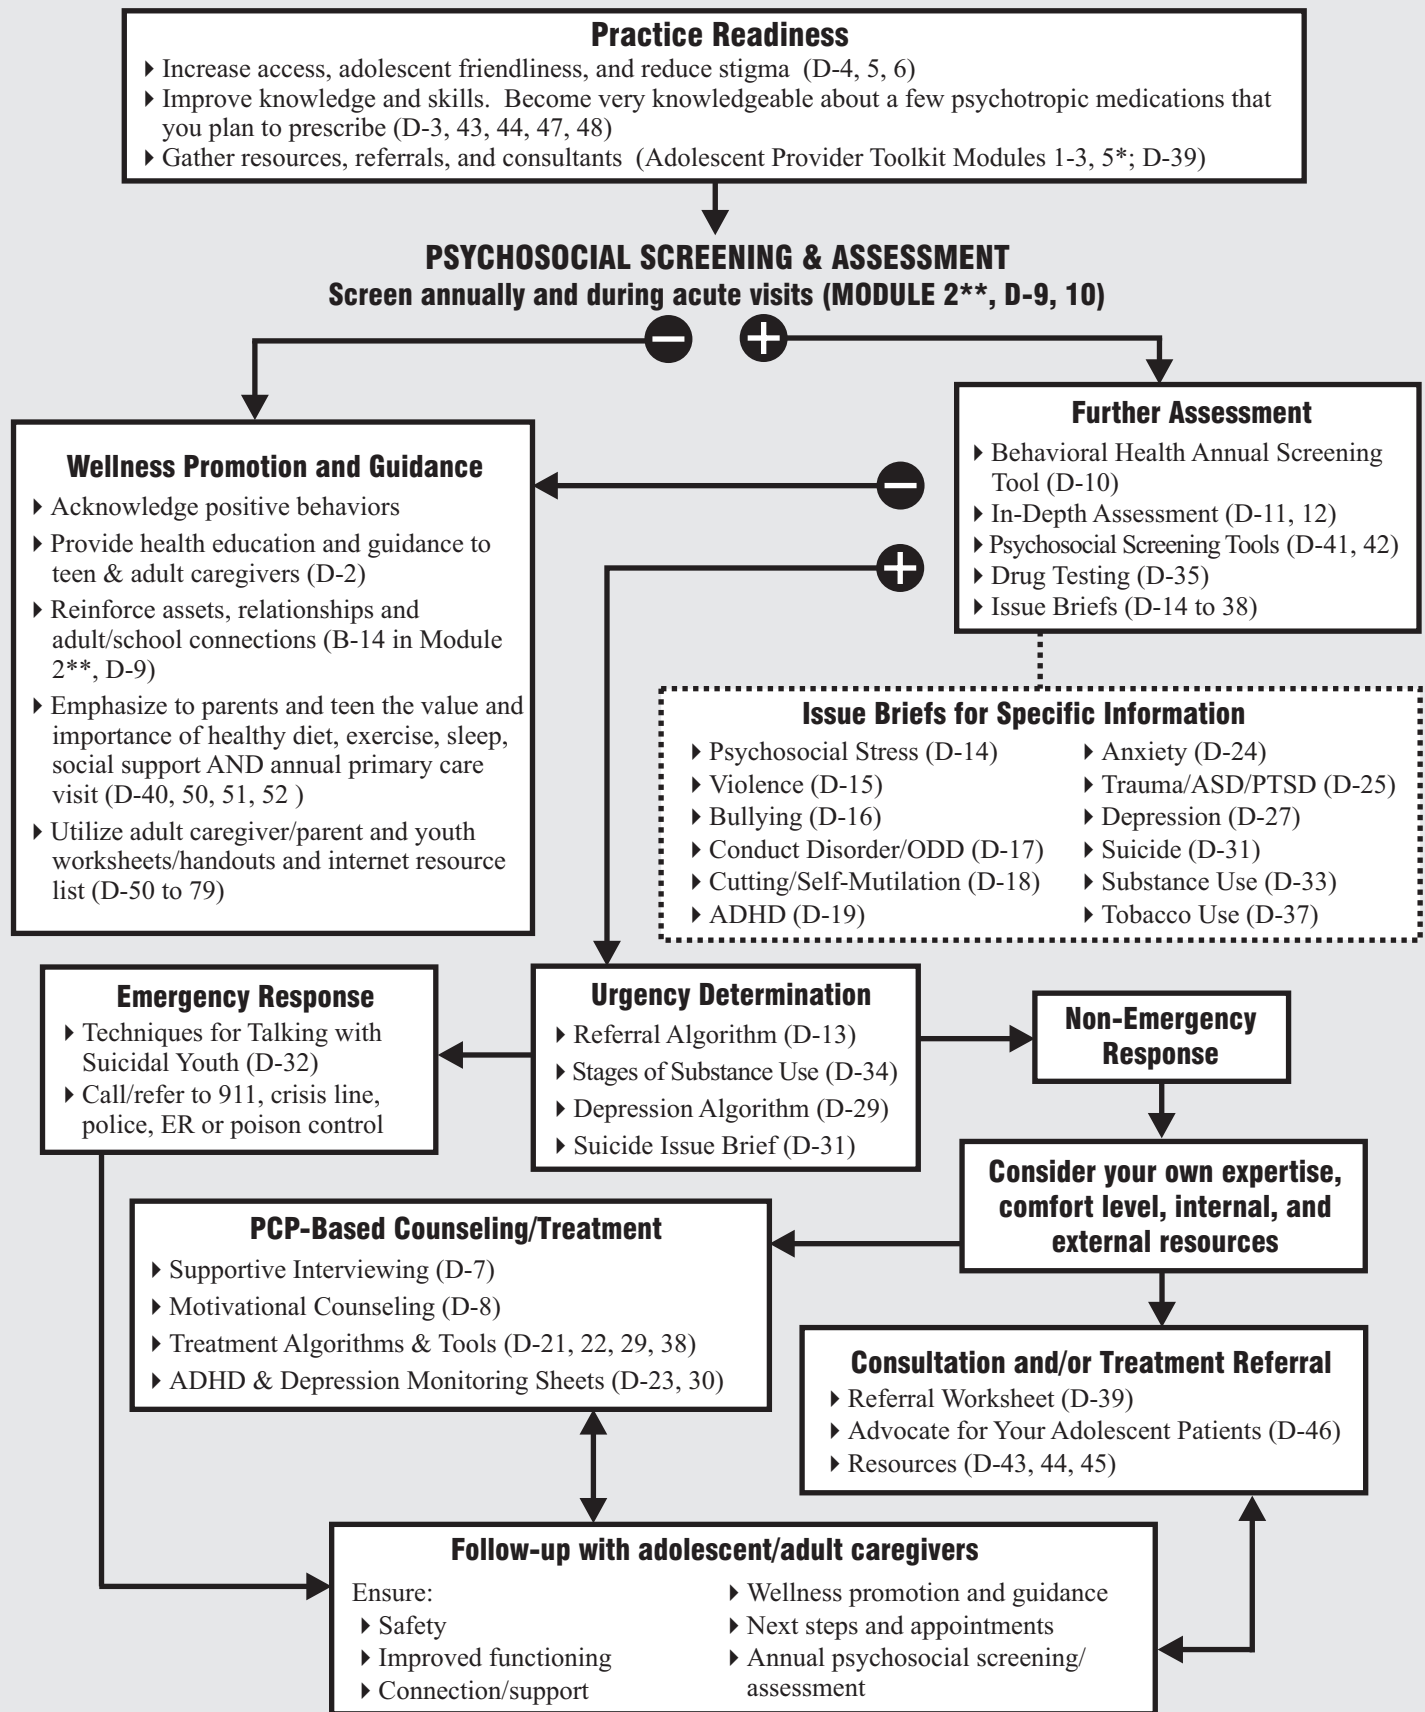 Practice Readiness
Increase access, adolescent friendliness, and reduce stigma (D-4, 5, 6)
Improve knowledge and skills. Become very knowledgeable about a few psychotropic medications that
you plan to prescribe (D-3, 43, 44, 47, 48)
Gather resources, referrals, and consultants (Adolescent Provider Toolkit Modules 1-3, 5*; D-39)
PSYCHOSOCIAL SCREENING & ASSESSMENT
Screen annually and during acute visits (MODULE 2**, D-9, 10)
Wellness Promotion and Guidance
Acknowledge positive behaviors
Provide health education and guidance to
teen & adult caregivers (D-2)
Reinforce assets, relationships and
adult/school connections (B-14 in Module
2**, D-9)
Emphasize to parents and teen the value and
importance of healthy diet, exercise, sleep,
social support AND annual primary care
visit (D-40, 50, 51, 52 )
Utilize adult caregiver/parent and youth
worksheets/handouts and internet resource
list (D-50 to 79)
Further Assessment
Behavioral Health Annual Screening
Tool (D-10)
In-Depth Assessment (D-11, 12)
Psychosocial Screening Tools (D-41, 42)
Drug Testing (D-35)
Issue Briefs (D-14 to 38)
Issue Briefs for Specific Information
Psychosocial Stress (D-14)
Violence (D-15)
Bullying (D-16)
Conduct Disorder/ODD (D-17)
Cutting/Self-Mutilation (D-18)
ADHD (D-19)
Anxiety (D-24)
Trauma/ASD/PTSD (D-25)
Depression (D-27)
Suicide (D-31)
Substance Use (D-33)
Tobacco Use (D-37)
Emergency Response
Techniques for Talking with
Suicidal Youth (D-32)
Call/refer to 911, crisis line,
police, ER or poison control
Urgency Determination
Referral Algorithm (D-13)
Stages of Substance Use (D-34)
Depression Algorithm (D-29)
Suicide Issue Brief (D-31)
Non-Emergency
Response
Consider your own expertise,
comfort level, internal, and
external resources
PCP-Based Counseling/Treatment
Supportive Interviewing (D-7)
Motivational Counseling (D-8)
Treatment Algorithms & Tools (D-21, 22, 29, 38)
ADHD & Depression Monitoring Sheets (D-23, 30)
Consultation and/or Treatment Referral
Referral Worksheet (D-39)
Advocate for Your Adolescent Patients (D-46)
Resources (D-43, 44, 45)
Follow-up with adolescent/adult caregivers
Ensure:
Safety
Improved functioning
Connection/support
Wellness promotion and guidance
Next steps and appointments
Annual psychosocial screening/
assessment